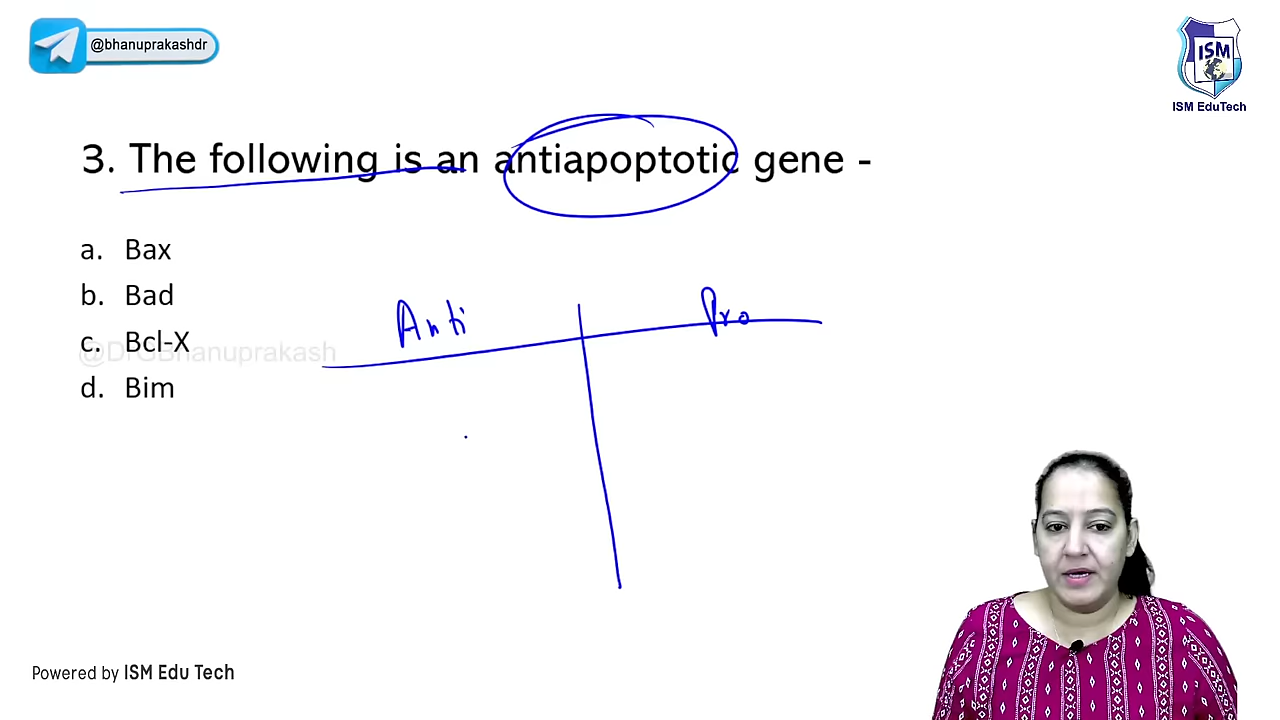 @bhanuprakashdr
ISM
ISM EduTech
3. The following is an antiapoptotic gene -
a. Bax
b. Bad
c. Bcl-X
d. Bim
@DrGBhanuprakash
Anti
Pro
Powered by ISM Edu Tech